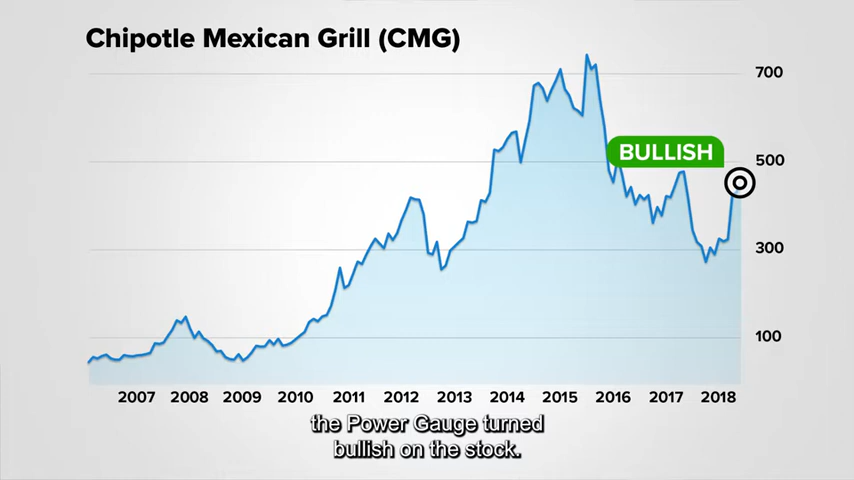 Chipotle Mexican Grill (CMG)
700
BULLISH
500
300
100
2007 2008 2009 2010 2011 2012 2013 2014 2015 2016 2017 2018
the Power Gauge turned
bullish on the stock.